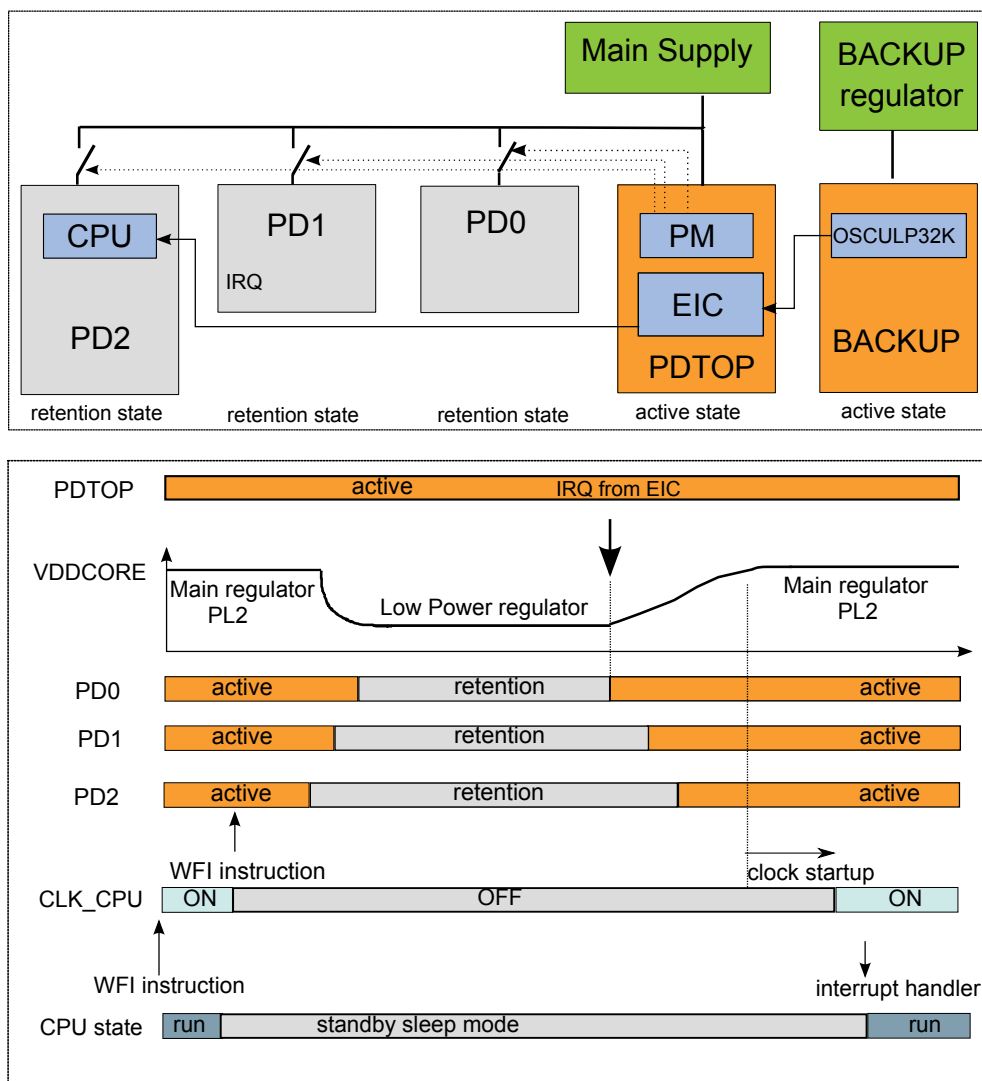 Main Supply
BACKUP
regulator
CPU
PD1
PD0
PM
OSCULP32K
IRQ
EIC
PD2
PDTOP
BACKUP
retention state
retention state
retention state
active state
active state
PDTOP
active
IRQ from EIC
VDDCORE
Main regulator
PL2
Low Power regulator
Main regulator
PL2
PD0
active
retention
active
PD1
active
retention
active
PD2
active
retention
active
WFI instruction
clock startup
CLK_CPU
ON
OFF
ON
WFI instruction
interrupt handler
CPU state
run
standby sleep mode
run